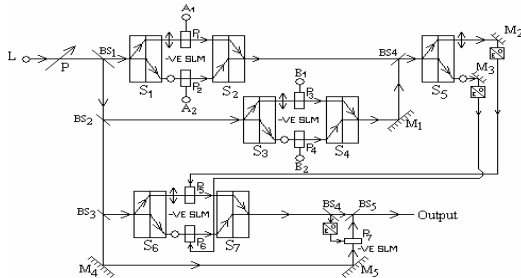 A1
M2
L
P
BS1
P1
BS4
-VE SLM
M3
P2
S1
S2
A2
S5
B1
P3
BS2
-VE SLM
P4
M1
S3
S4
B2
P5
BS3
-VE SLM
BS4
BS5
Output
P6
P7
S6
S7
-VE SLM
M4
M5